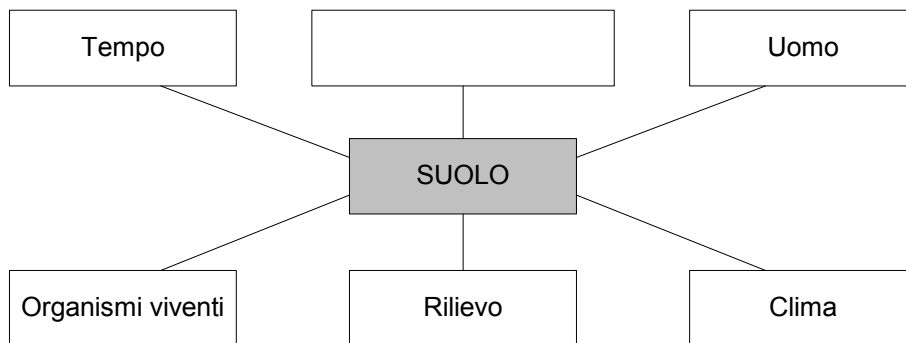 Tempo
Uomo
SUOLO
Organismi viventi
Rilievo
Clima